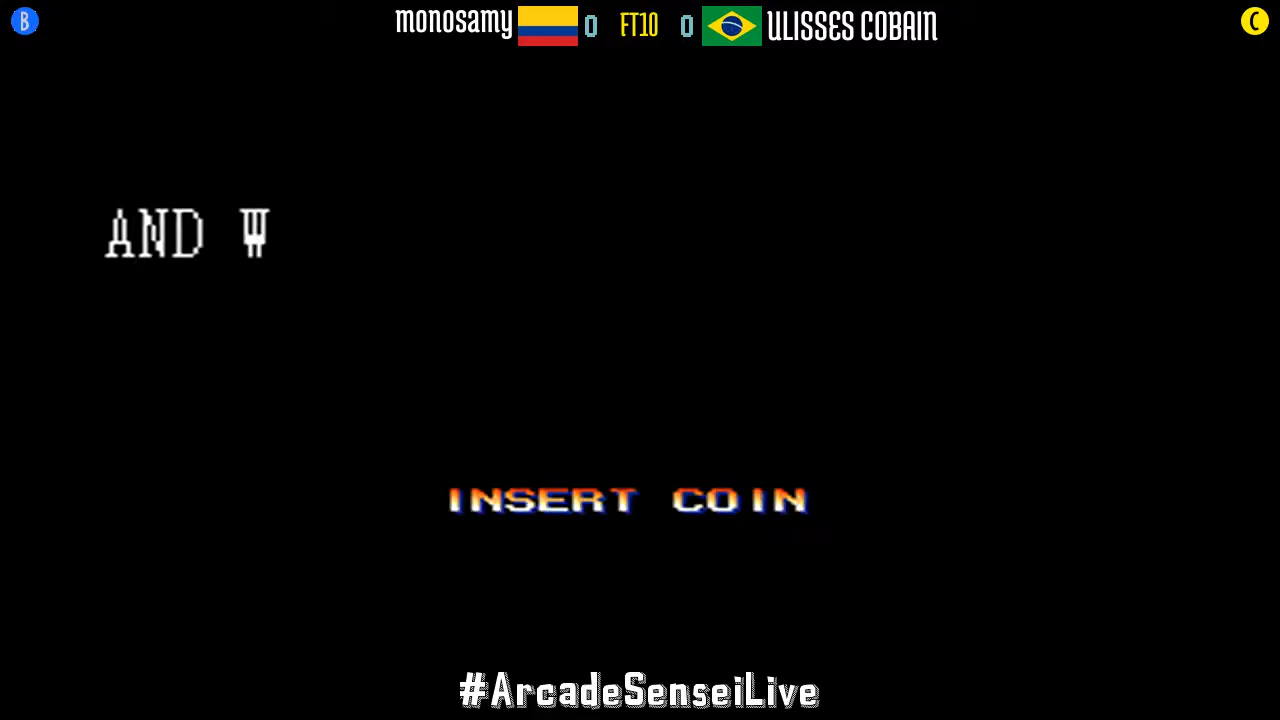 B monosamy 0 FT10 0 ULISSES COBAIN C
AND W
INSERT COIN
#ArcadeSenseiLive